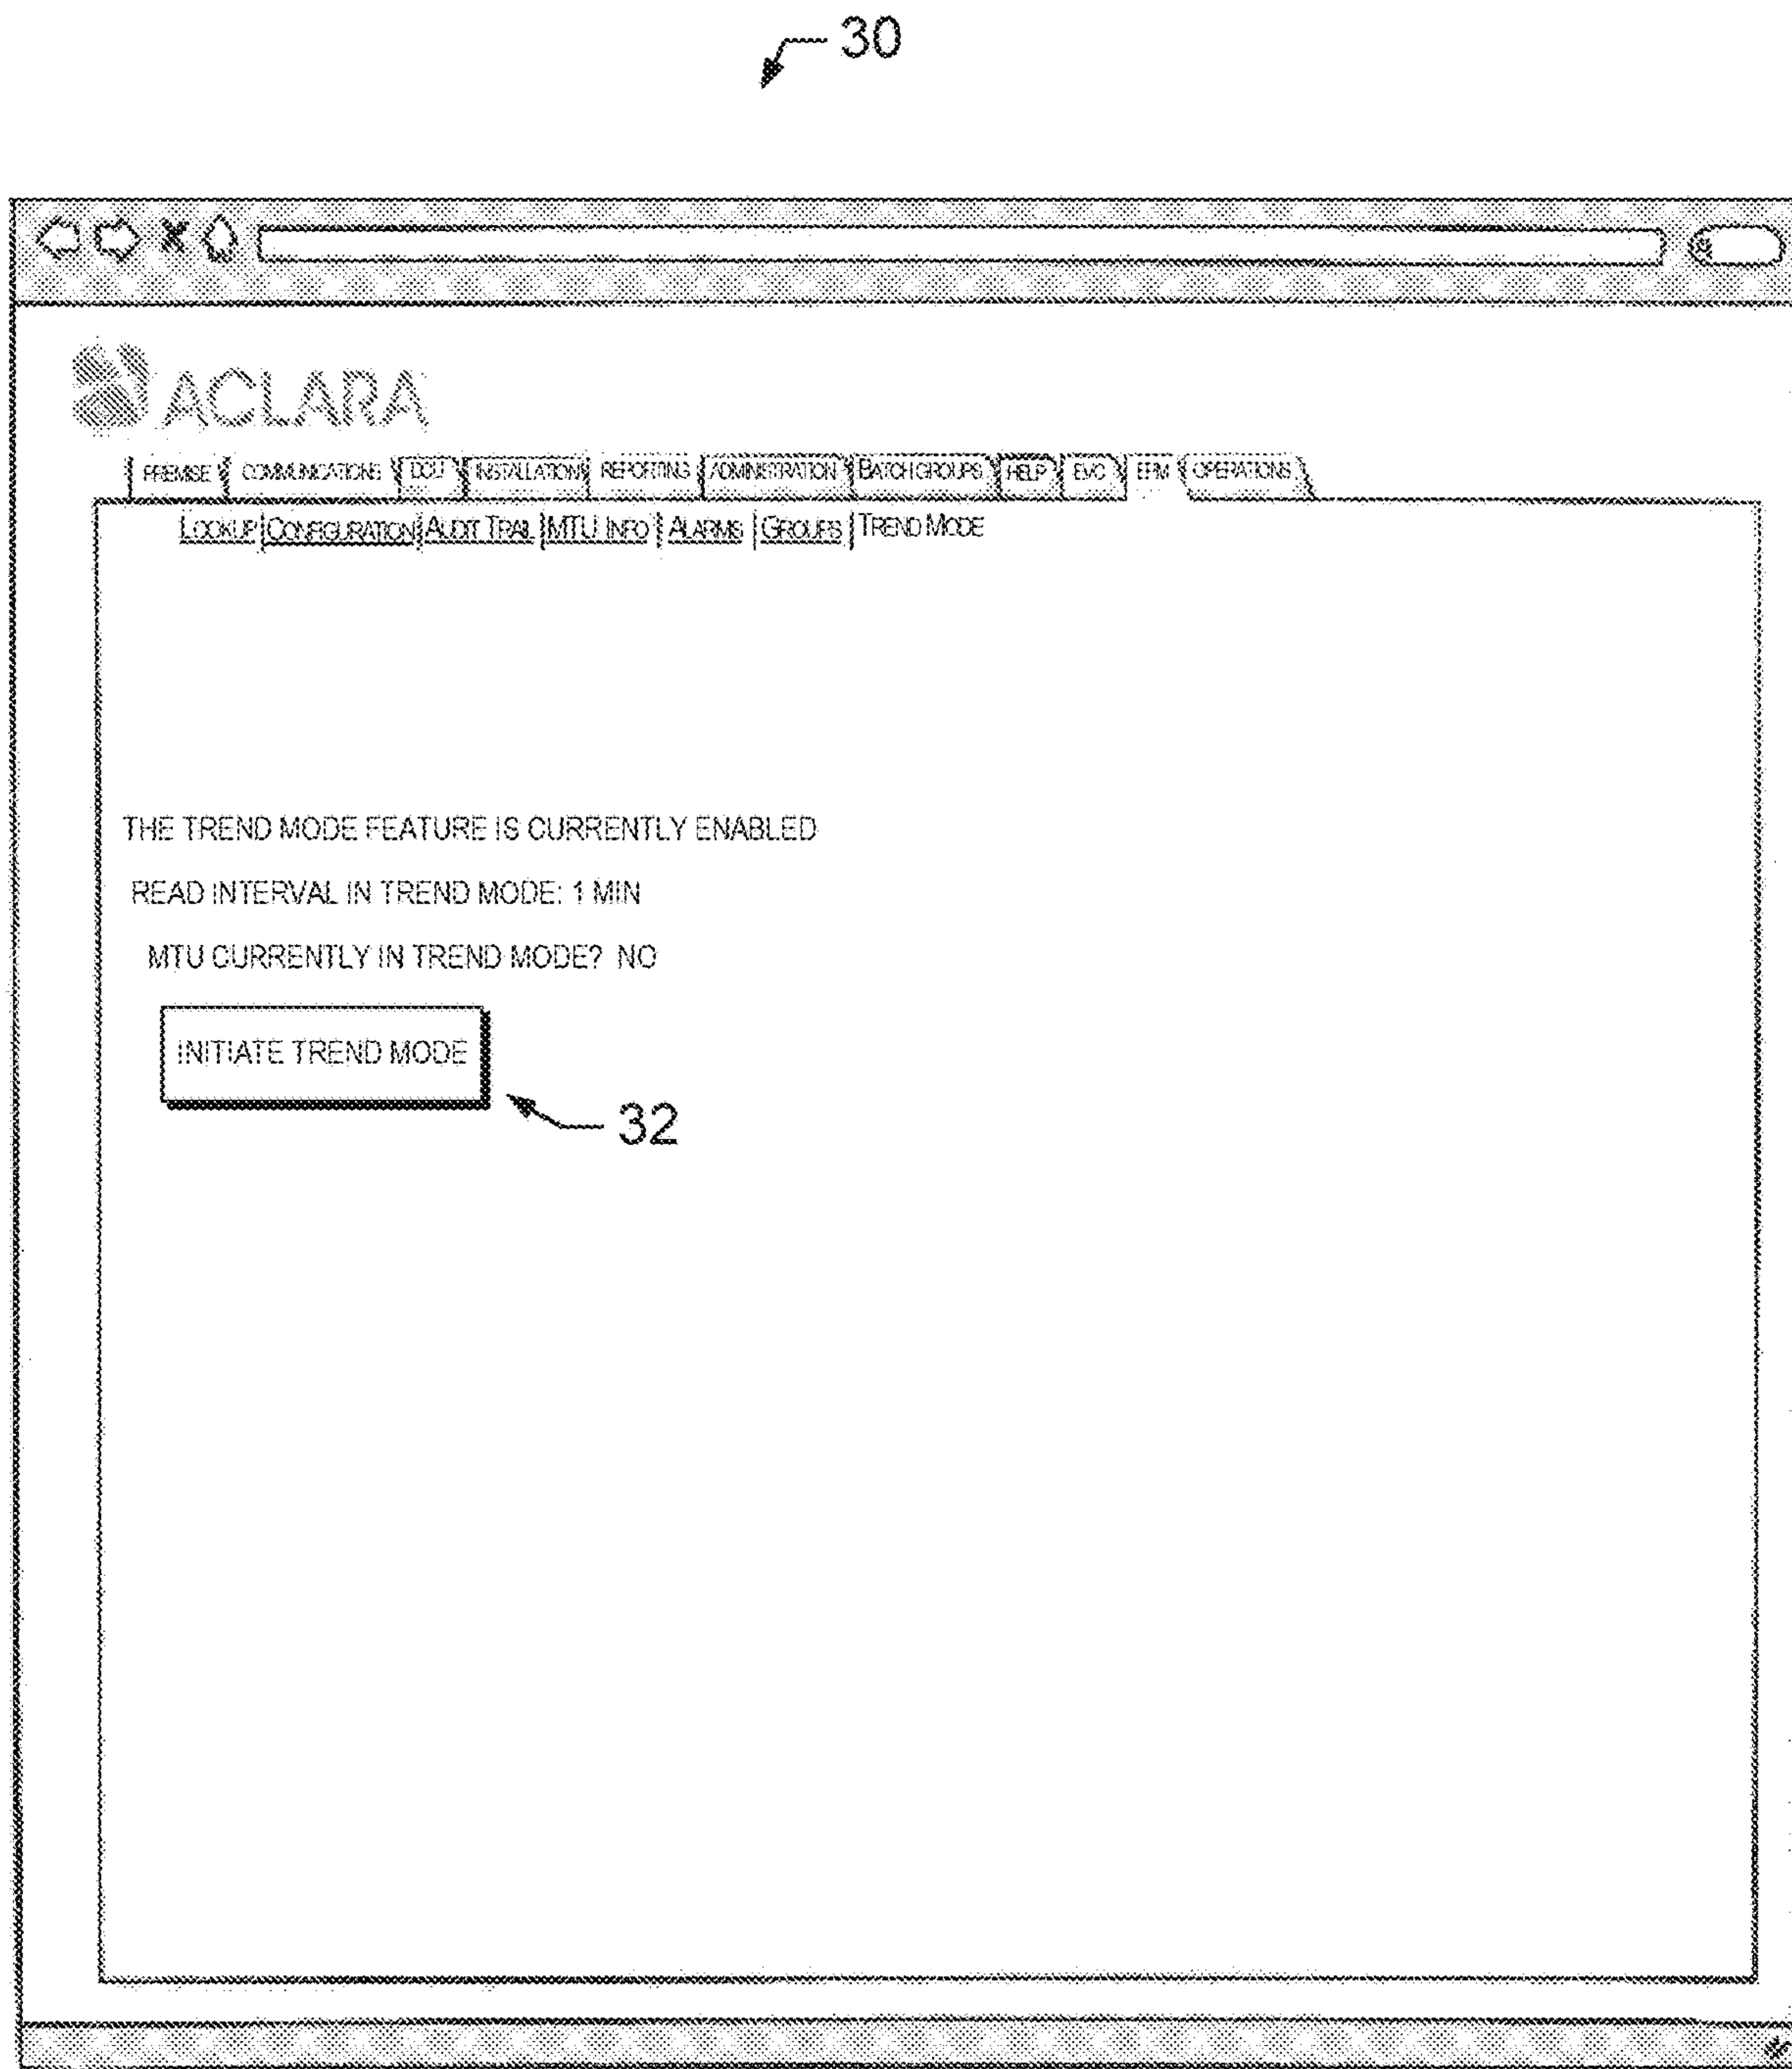 30
ACLARA
PREMISE COMMUNICATIONS DCU INSTALLATION REPORTING ADMINISTRATION BATCH GROUPS HELP EVC EPM OPERATIONS
LOOKUP | CONFIGURATION | AUDIT TRAIL | MTU INFO | ALARMS | GROUPS | TREND MODE
THE TREND MODE FEATURE IS CURRENTLY ENABLED
READ INTERVAL IN TREND MODE: 1 MIN
MTU CURRENTLY IN TREND MODE? NO
INITIATE TREND MODE
32